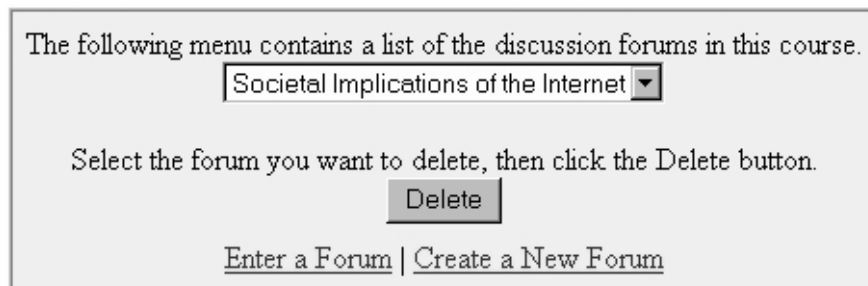 The following menu contains a list of the discussion forums in this course.
Societal Implications of the Internet
Select the forum you want to delete, then click the Delete button.
Delete
Enter a Forum | Create a New Forum